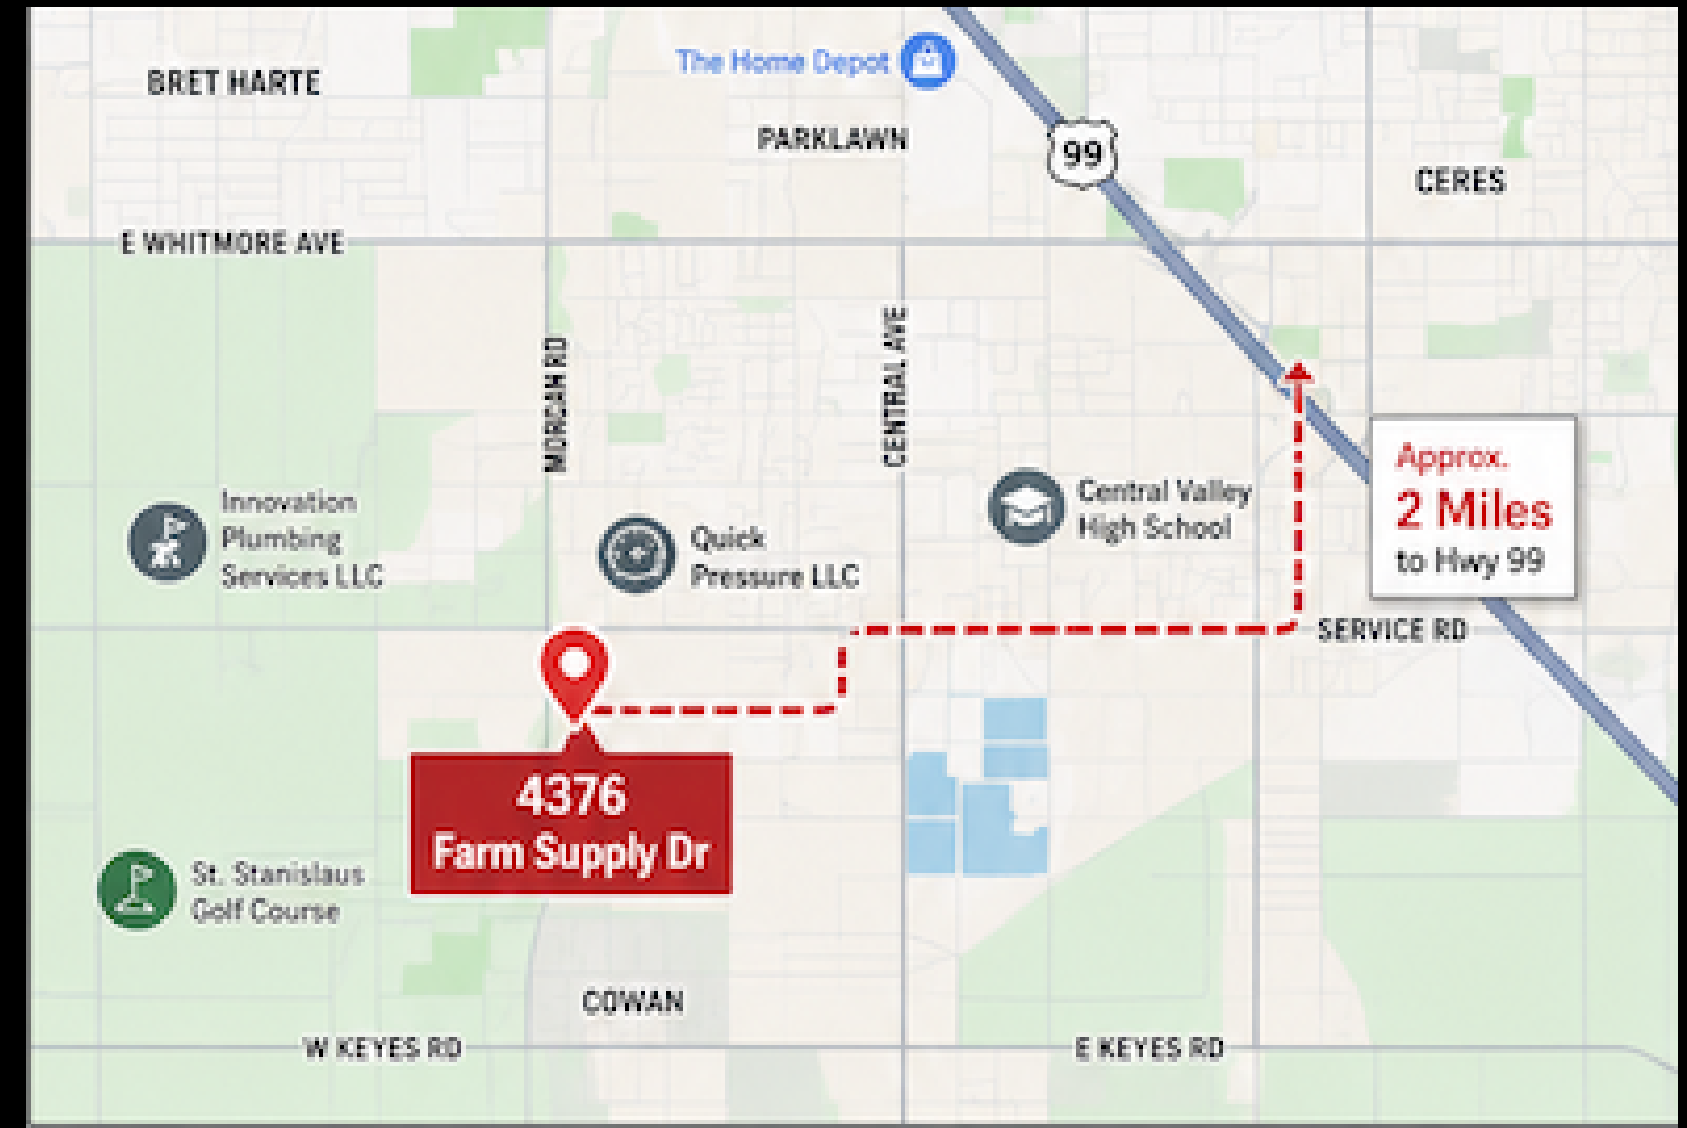 The Home Depot
BRET HARTE
PARKLAWN
99
CERES
E WHITMORE AVE
MORGAN RD
CENTRAL AVE
Approx.
2 Miles
to Hwy 99
Innovation
Plumbing
Services LLC
Quick
Pressure LLC
Central Valley
High School
SERVICE RD
4376
Farm Supply Dr
St. Stanislaus
Golf Course
COWAN
W KEYES RD
E KEYES RD